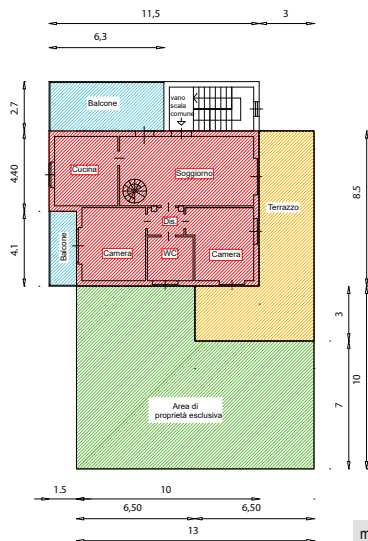 11,5
3
6,3
2.7
Balcone
vano
scala
comune
4.40
Cucina
Soggiorno
8.5
Terrazzo
Dis.
4.1
Balcone
Camera
WC
Camera
3
10
7
Area di
proprietà esclusiva
1.5
10
6,50
6,50
13
m